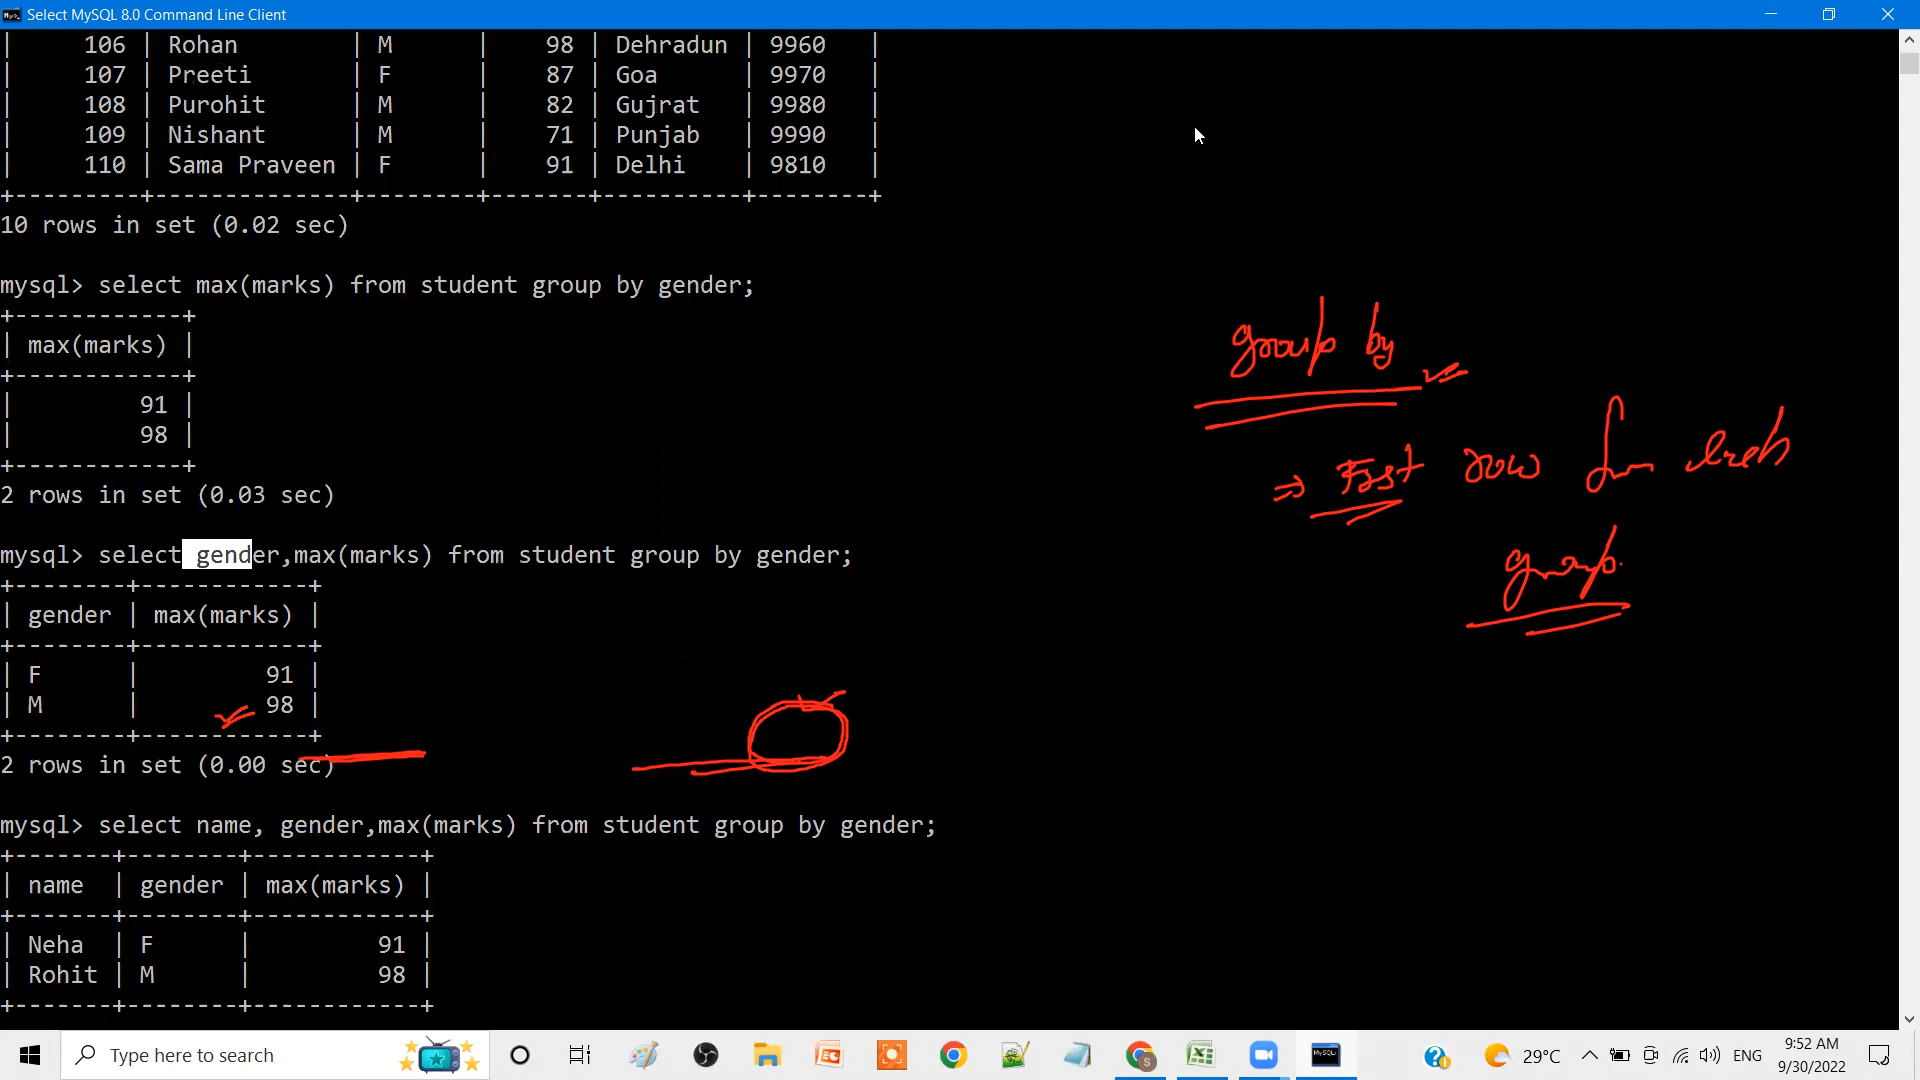 Select MySQL 8.0 Command Line Client
| 106 | Rohan | M | 98 | Dehradun | 9960 |
| 107 | Preeti | F | 87 | Goa | 9970 |
| 108 | Purohit | M | 82 | Gujrat | 9980 |
| 109 | Nishant | M | 71 | Punjab | 9990 |
| 110 | Sama Praveen | F | 91 | Delhi | 9810 |
+---------+--------------+--------+-------+----------+--------+
10 rows in set (0.02 sec)
mysql> select max(marks) from student group by gender;
+------------+
| max(marks) |
+------------+
| 91 |
| 98 |
+------------+
2 rows in set (0.03 sec)
group by
⇒ First row from each
group.
mysql> select gender,max(marks) from student group by gender;
+--------+------------+
| gender | max(marks) |
+--------+------------+
| F | 91 |
| M | 98 |
+--------+------------+
2 rows in set (0.00 sec)
mysql> select name, gender,max(marks) from student group by gender;
+-------+--------+------------+
| name | gender | max(marks) |
+-------+--------+------------+
| Neha | F | 91 |
| Rohit | M | 98 |
+-------+--------+------------+
Type here to search
29°C
ENG
9:52 AM
9/30/2022